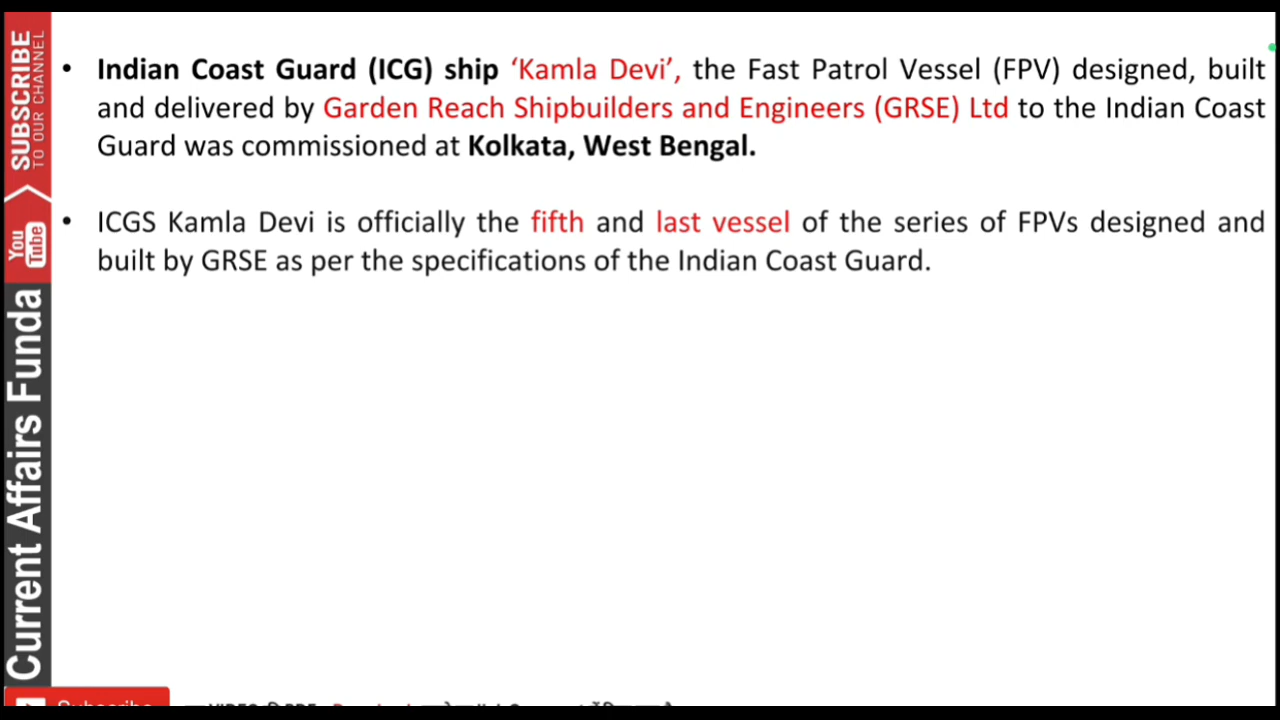 • Indian Coast Guard (ICG) ship ‘Kamla Devi’, the Fast Patrol Vessel (FPV) designed, built
and delivered by Garden Reach Shipbuilders and Engineers (GRSE) Ltd to the Indian Coast
Guard was commissioned at Kolkata, West Bengal.
• ICGS Kamla Devi is officially the fifth and last vessel of the series of FPVs designed and
built by GRSE as per the specifications of the Indian Coast Guard.
SUBSCRIBE
TO OUR CHANNEL
You
Tube
Current Affairs Funda
Subscribe